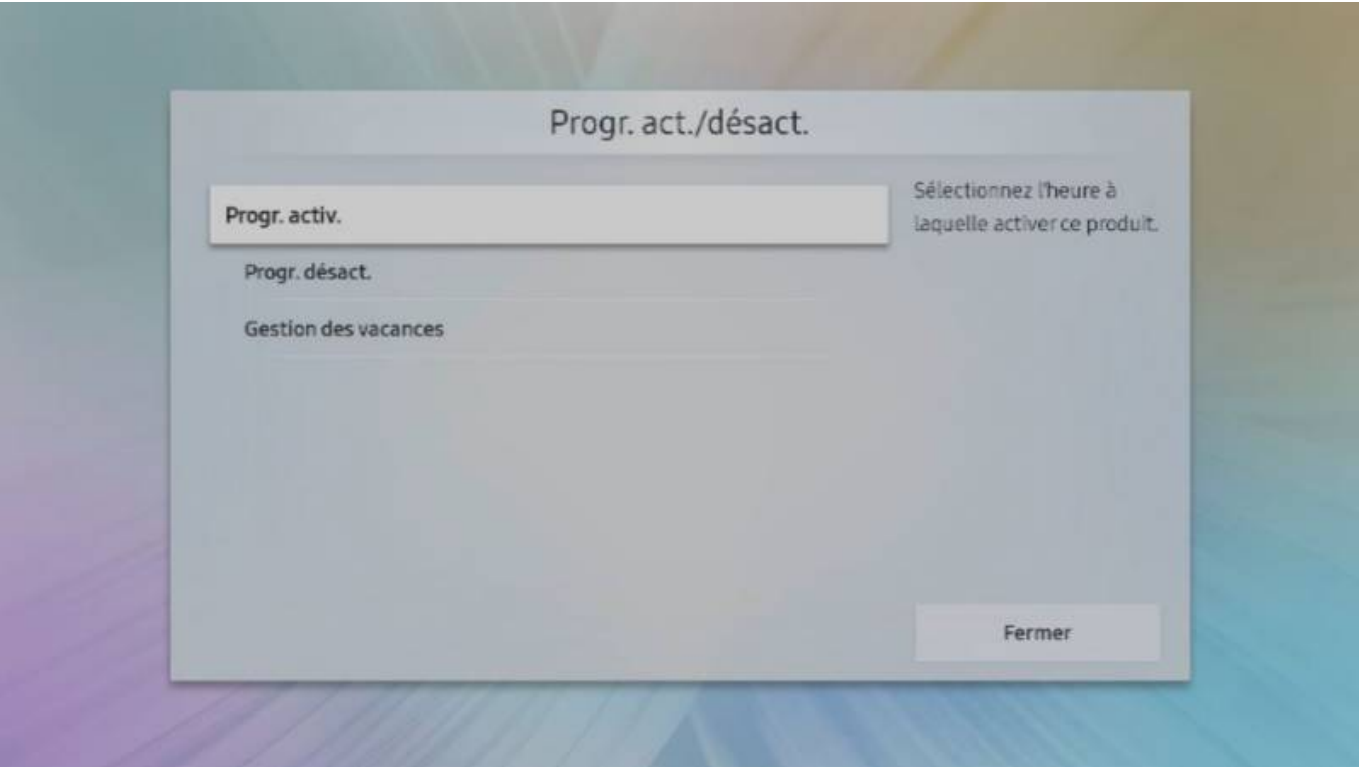 Progr. act./désact.
Progr. activ.
Sélectionnez l'heure à
laquelle activer ce produit.
Progr. désact.
Gestion des vacances
Fermer